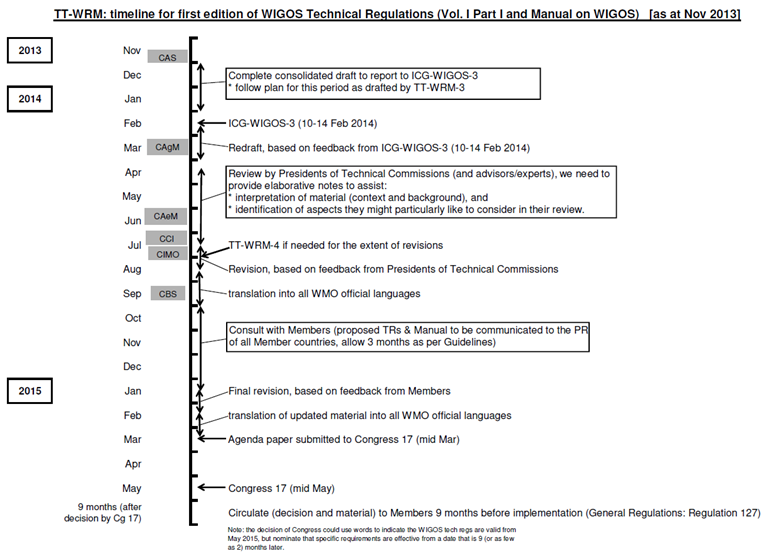 TT-WRM: timeline for first edition of WIGOS Technical Regulations (Vol. I Part I and Manual on WIGOS) [as at Nov 2013]
2013
Nov
CAS
Dec
Complete consolidated draft to report to ICG-WIGOS-3
* follow plan for this period as drafted by TT-WRM-3
2014
Jan
Feb
ICG-WIGOS-3 (10-14 Feb 2014)
Mar
CAgM
Redraft, based on feedback from ICG-WIGOS-3 (10-14 Feb 2014)
Apr
Review by Presidents of Technical Commissions (and advisors/experts), we need to
provide elaborative notes to assist:
* interpretation of material (context and background), and
* identification of aspects they might particularly like to consider in their review.
May
Jun
CAeM
CCl
Jul
TT-WRM-4 if needed for the extent of revisions
CIMO
Aug
Revision, based on feedback from Presidents of Technical Commissions
Sep
CBS
translation into all WMO official languages
Oct
Consult with Members (proposed TRs & Manual to be communicated to the PR
of all Member countries, allow 3 months as per Guidelines)
Nov
Dec
2015
Jan
Final revision, based on feedback from Members
Feb
translation of updated material into all WMO official languages
Mar
Agenda paper submitted to Congress 17 (mid Mar)
Apr
May
Congress 17 (mid May)
9 months (after
decision by Cg 17)
Circulate (decision and material) to Members 9 months before implementation (General Regulations: Regulation 127)
Note: the decision of Congress could use words to indicate the WIGOS tech regs are valid from
May 2015, but nominate that specific requirements are effective from a date that is 9 (or as few
as 2) months later.